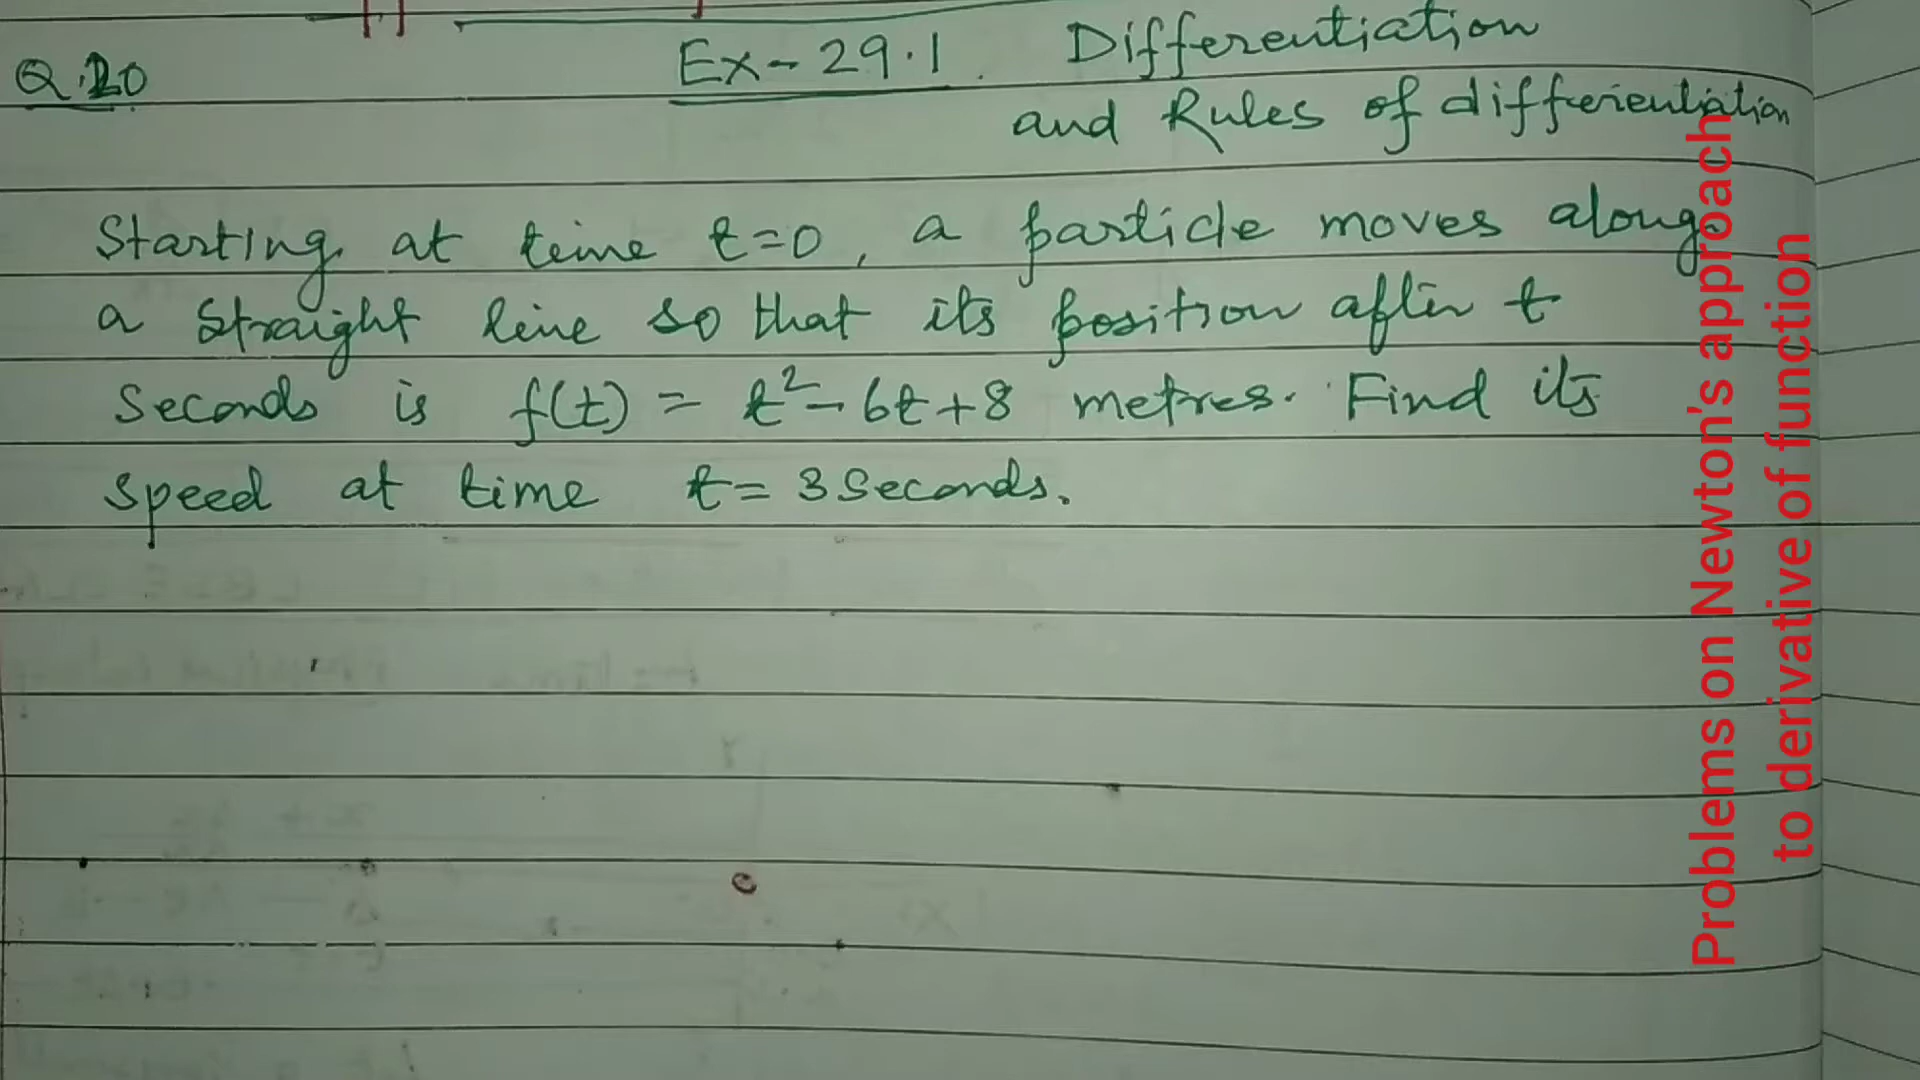 Q.20
Ex-29.1. Differentiation
and Rules of differentiation
Starting at time t=0, a particle moves along
a straight line so that its position after t
seconds is f(t) = t²-6t+8 metres. Find its
speed at time t=3 seconds.
Problems on Newton's approach
to derivative of function